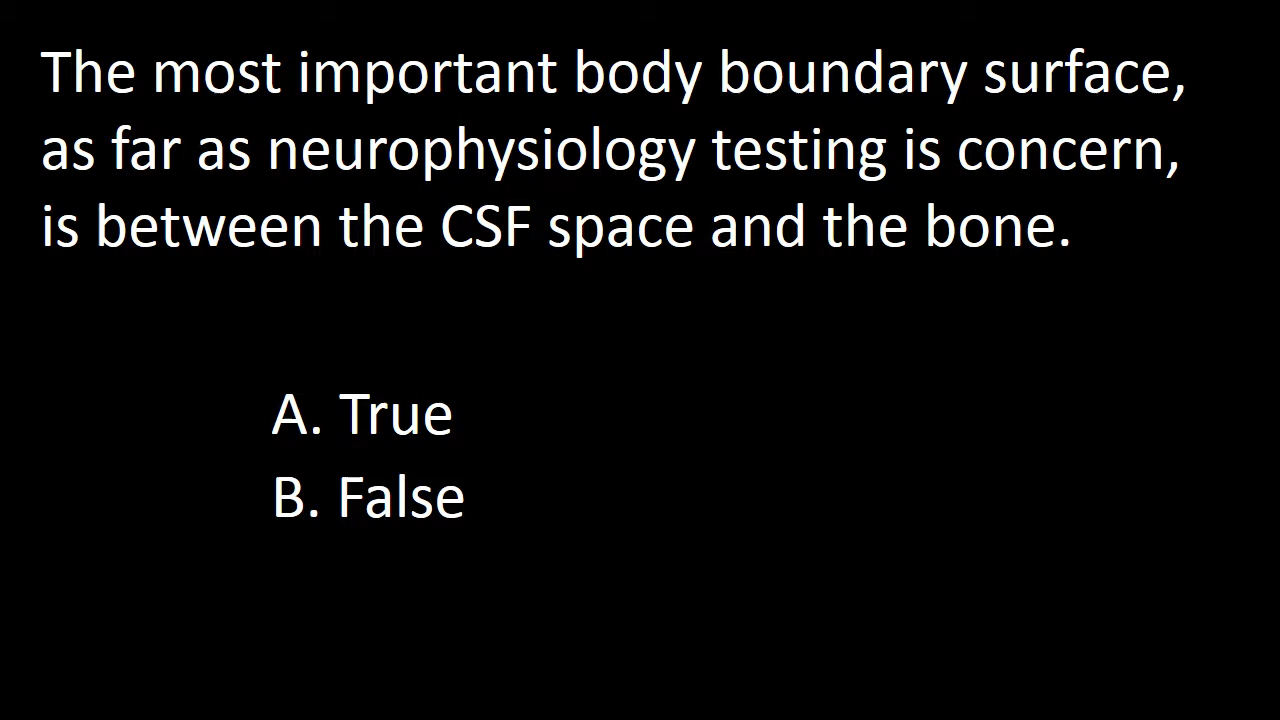 The most important body boundary surface,
as far as neurophysiology testing is concern,
is between the CSF space and the bone.
A. True
B. False